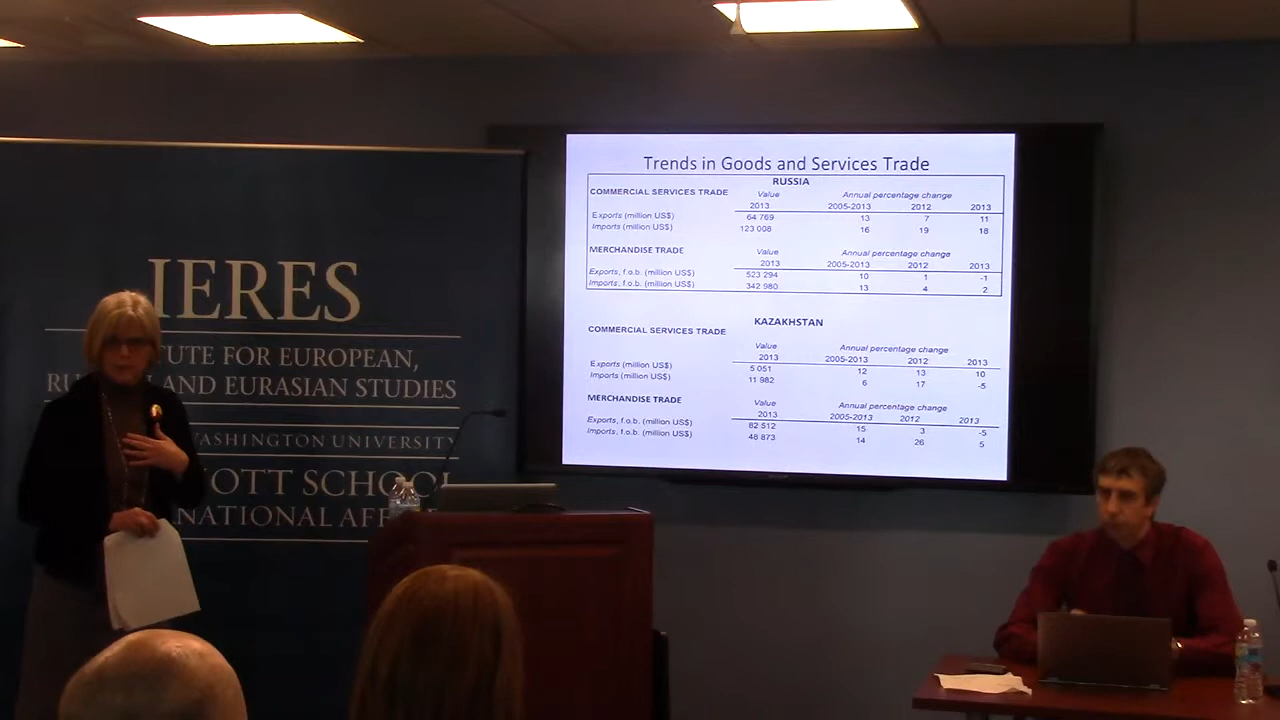 IERES
UTE FOR EUROPEAN,
RU N AND EURASIAN STUDIES
WASHINGTON UNIVERSITY
OTT SCHOOL
NATIONAL AFF
Trends in Goods and Services Trade
RUSSIA
COMMERCIAL SERVICES TRADE Value Annual percentage change
2013 2005-2013 2012 2013
Exports (million US$) 64 769 13 7 11
Imports (million US$) 123 008 16 19 18
MERCHANDISE TRADE Value Annual percentage change
2013 2005-2013 2012 2013
Exports, f.o.b. (million US$) 523 294 10 1 -1
Imports, f.o.b. (million US$) 342 980 13 4 2
KAZAKHSTAN
COMMERCIAL SERVICES TRADE
Value Annual percentage change
2013 2005-2013 2012 2013
Exports (million US$) 5 051 12 13 10
Imports (million US$) 11 982 6 17 -5
MERCHANDISE TRADE Value Annual percentage change
2013 2005-2013 2012 2013
Exports, f.o.b. (million US$) 82 512 15 3 -5
Imports, f.o.b. (million US$) 48 873 14 26 5